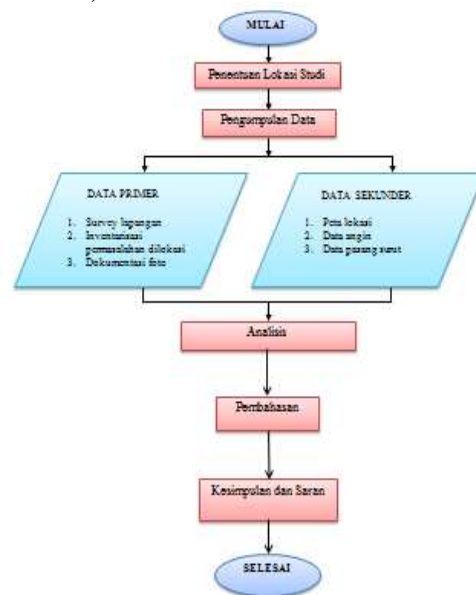 MULAI
Penentuan Lokasi Studi
Pengumpulan Data
DATA PRIMER
1. Survey lapangan
2. Inventarisasi
permasalahan dilokasi
3. Dokumentasi foto
DATA SEKUNDER
1. Peta lokasi
2. Data angin
3. Data pasang surut
Analisis
Pembahasan
Kesimpulan dan Saran
SELESAI